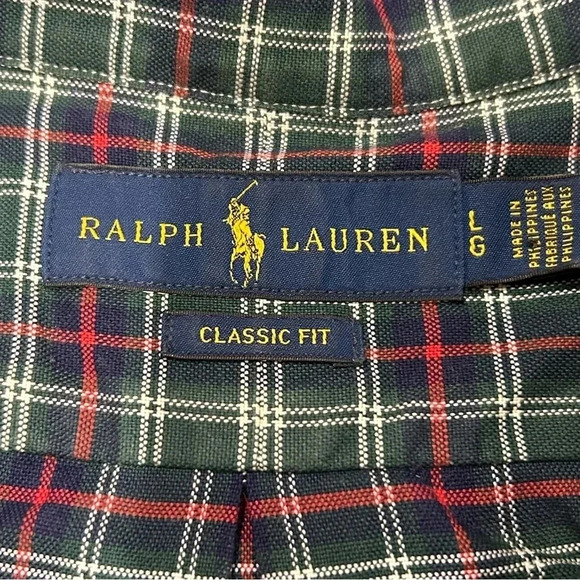 RALPH LAUREN
CLASSIC FIT
L
G
MADE IN
PHILIPPINES
FABRIQUÉ AUX
PHILIPPINES